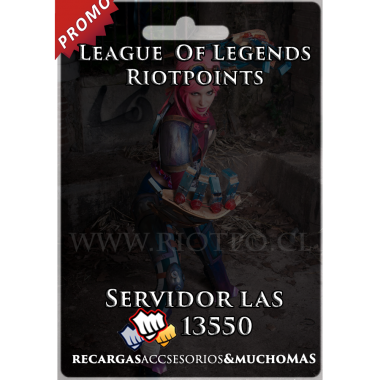 PROMO
LEAGUE OF LEGENDS
RIOTPOINTS
WWW.RIOTPO.CL
SERVIDOR LAS
13550
RECARGASACCSESORIOS&MUCHOMAS